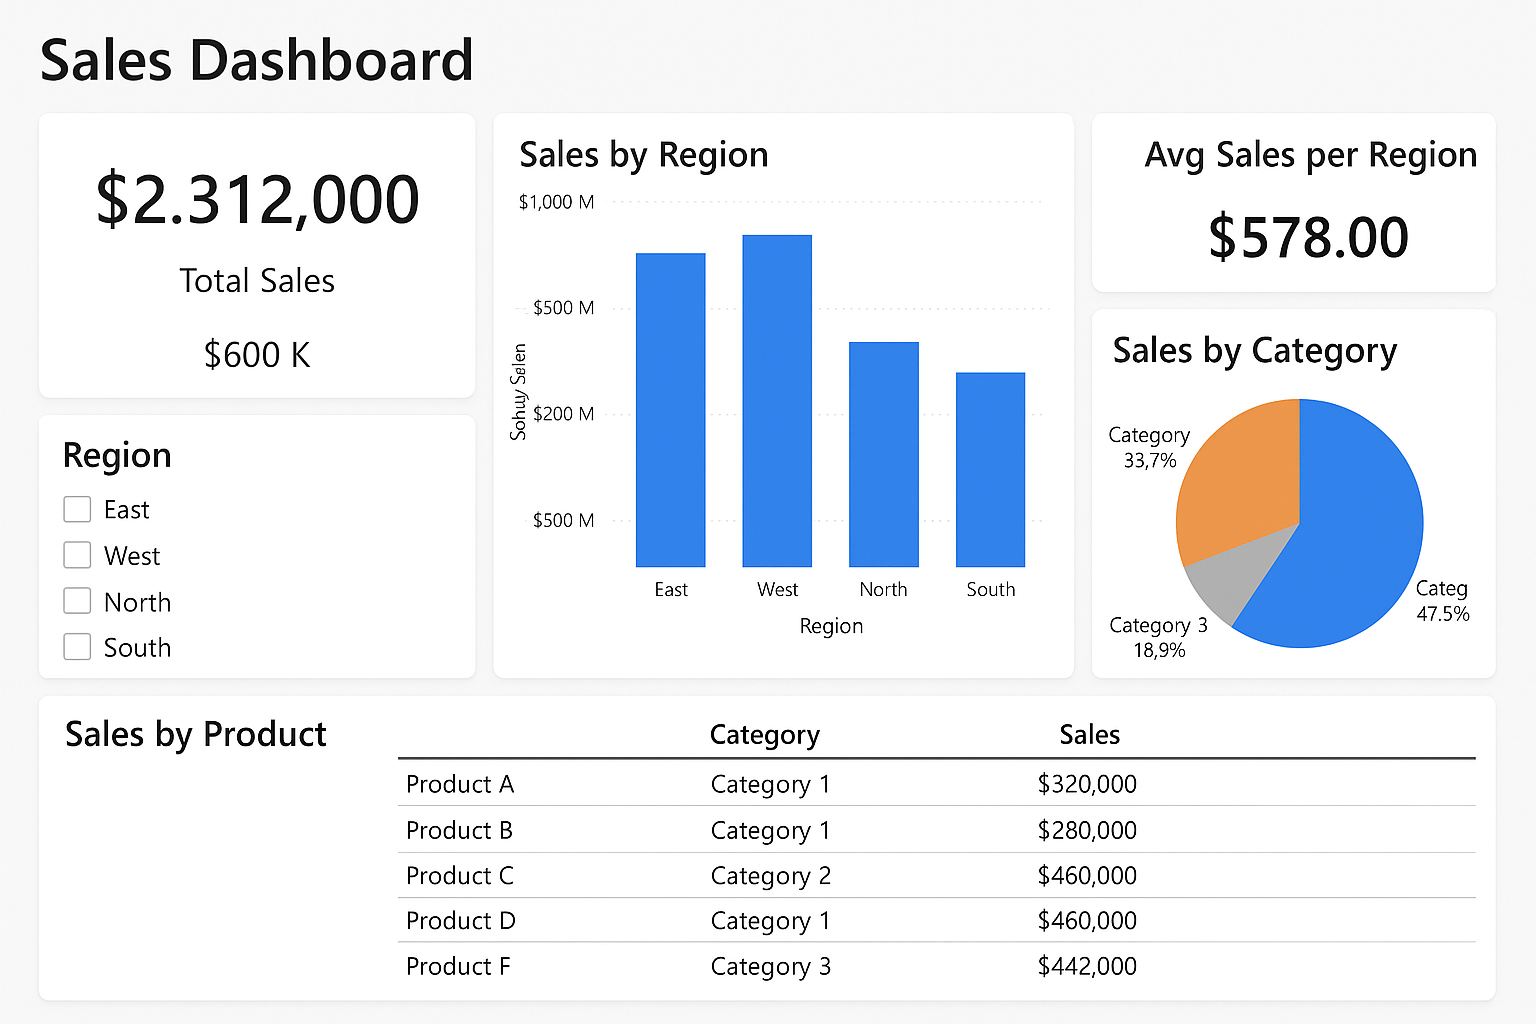 Sales Dashboard
$2.312,000
Total Sales
$600 K
Region
East
West
North
South
Sales by Region
$1,000 M
$500 M
$200 M
$500 M
Sohuy Salen
East West North South
Region
Avg Sales per Region
$578.00
Sales by Category
Category
33,7%
Categ
47.5%
Category 3
18,9%
Sales by Product
Category Sales
Product A Category 1 $320,000
Product B Category 1 $280,000
Product C Category 2 $460,000
Product D Category 1 $460,000
Product F Category 3 $442,000